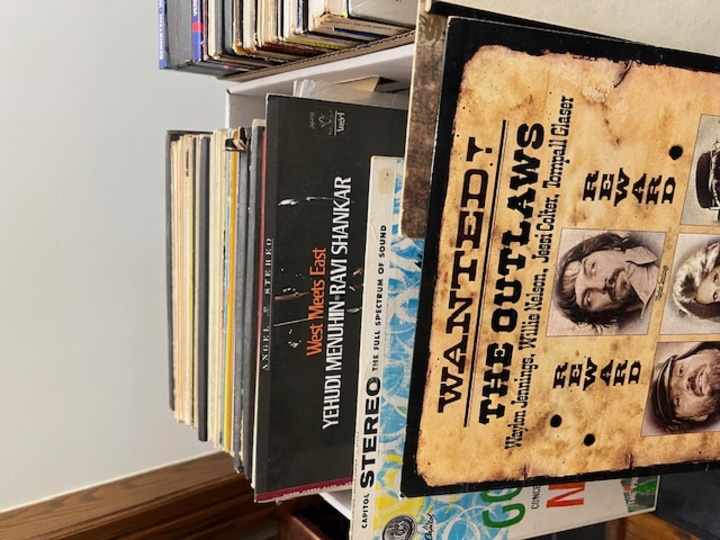 WANTED!
THE OUTLAWS
Waylon Jennings, Willie Nelson, Jessi Colter, Tompall Glaser
REWARD
REWARD
CAPITOL STEREO THE FULL SPECTRUM OF SOUND
ANGEL STEREO
West Meets East
YEHUDI MENUHIN•RAVI SHANKAR